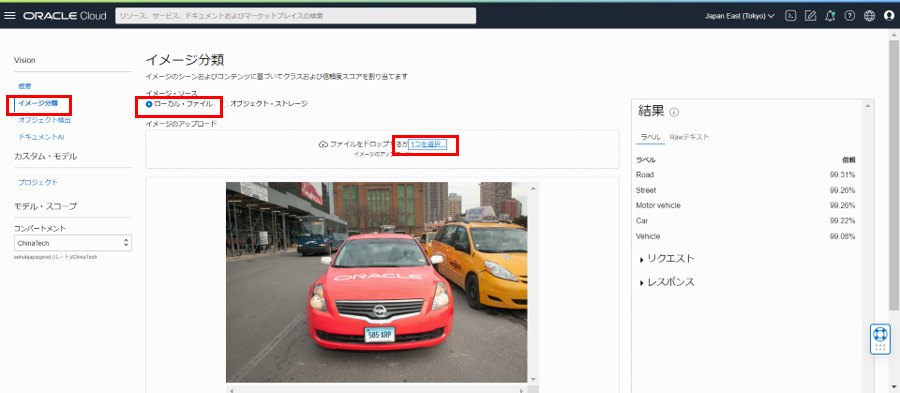 ORACLE Cloud
リソース、サービス、ドキュメントおよびマーケットプレイスの検索
Japan East (Tokyo)
Vision
概要
イメージ分類
オブジェクト検出
ドキュメントAI
カスタム・モデル
プロジェクト
モデル・スコープ
コンパートメント
ChinaTech
イメージ分類
イメージのシーンおよびコンテンツに基づいてクラスおよび信頼度スコアを割り当てます
イメージ・ソース
ローカル・ファイル
オブジェクト・ストレージ
イメージのアップロード
ファイルをドロップするか 1つを選択...
イメージのアップ
ORACLE
結果
ラベル Rawテキスト
ラベル 信頼
Road 99.31%
Street 99.26%
Motor vehicle 99.26%
Car 99.22%
Vehicle 99.08%
リクエスト
レスポンス